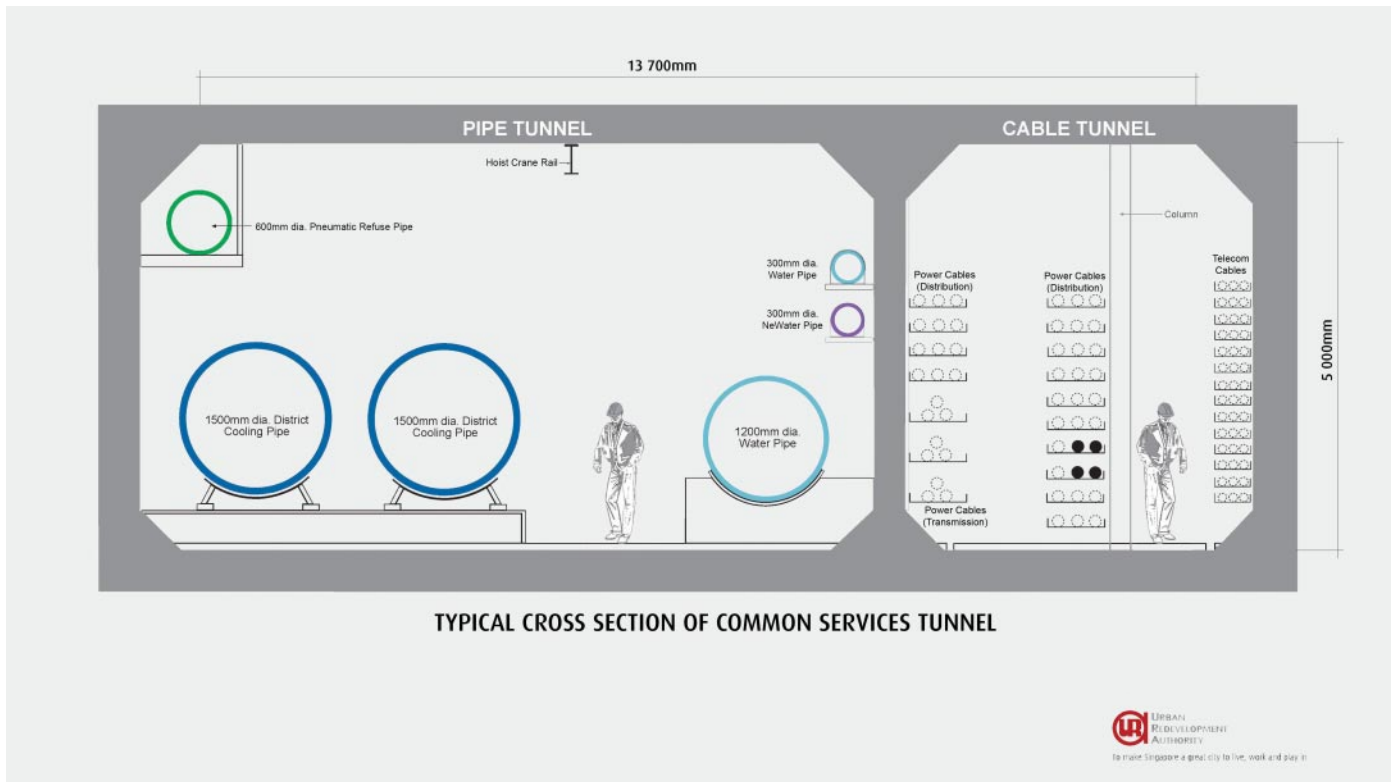 13 700mm
PIPE TUNNEL
CABLE TUNNEL
Hoist Crane Rail
600mm dia. Pneumatic Refuse Pipe
Column
300mm dia.
Water Pipe
300mm dia.
NeWater Pipe
Power Cables
(Distribution)
Power Cables
(Distribution)
Telecom
Cables
5 000mm
1500mm dia. District
Cooling Pipe
1500mm dia. District
Cooling Pipe
1200mm dia.
Water Pipe
Power Cables
(Transmission)
TYPICAL CROSS SECTION OF COMMON SERVICES TUNNEL
URBAN
REDEVELOPMENT
AUTHORITY
To make Singapore a great city to live, work and play in